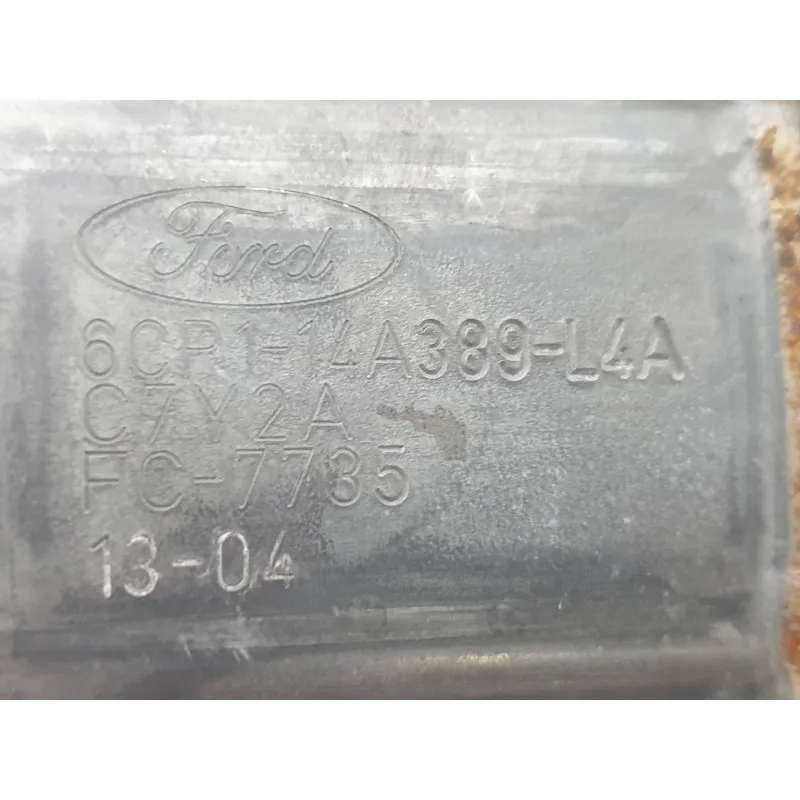 Ford
6CR1-14A389-L4A
C7Y2A
FC-7735
13-04